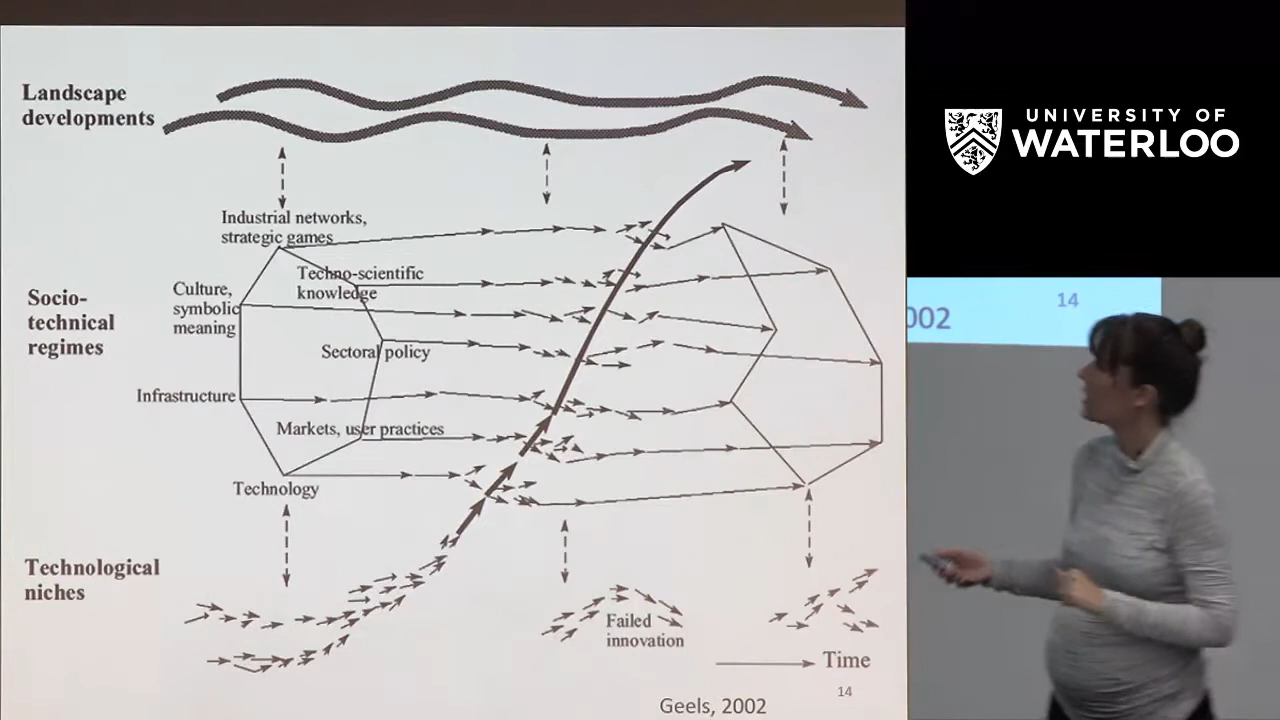 Landscape
developments
Industrial networks,
strategic games
Techno-scientific
knowledge
Culture,
symbolic
meaning
Socio-
technical
regimes
Sectoral policy
Infrastructure
Markets, user practices
Technology
Technological
niches
Failed
innovation
Time
14
Geels, 2002
UNIVERSITY OF
WATERLOO
14
002